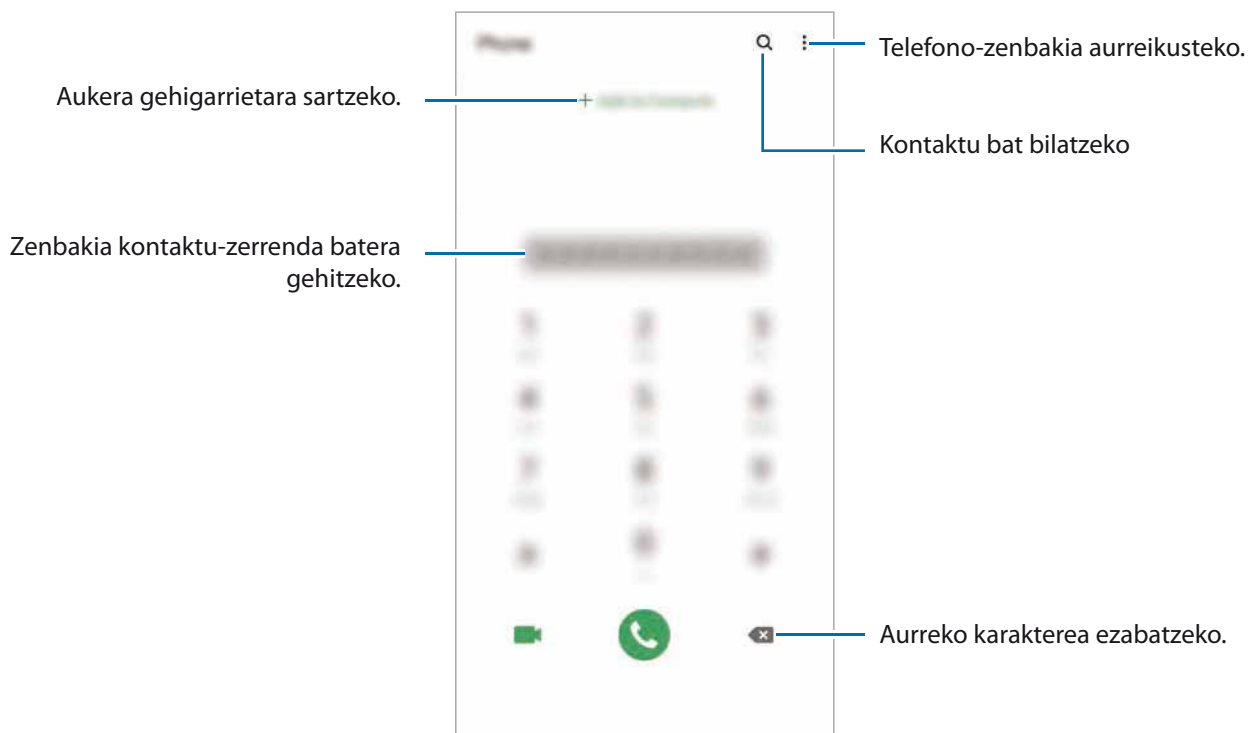 Phone
Telefono-zenbakia aurreikusteko.
Aukera gehigarrietara sartzeko.
Kontaktu bat bilatzeko
Zenbakia kontaktu-zerrenda batera
gehitzeko.
Aurreko karakterea ezabatzeko.